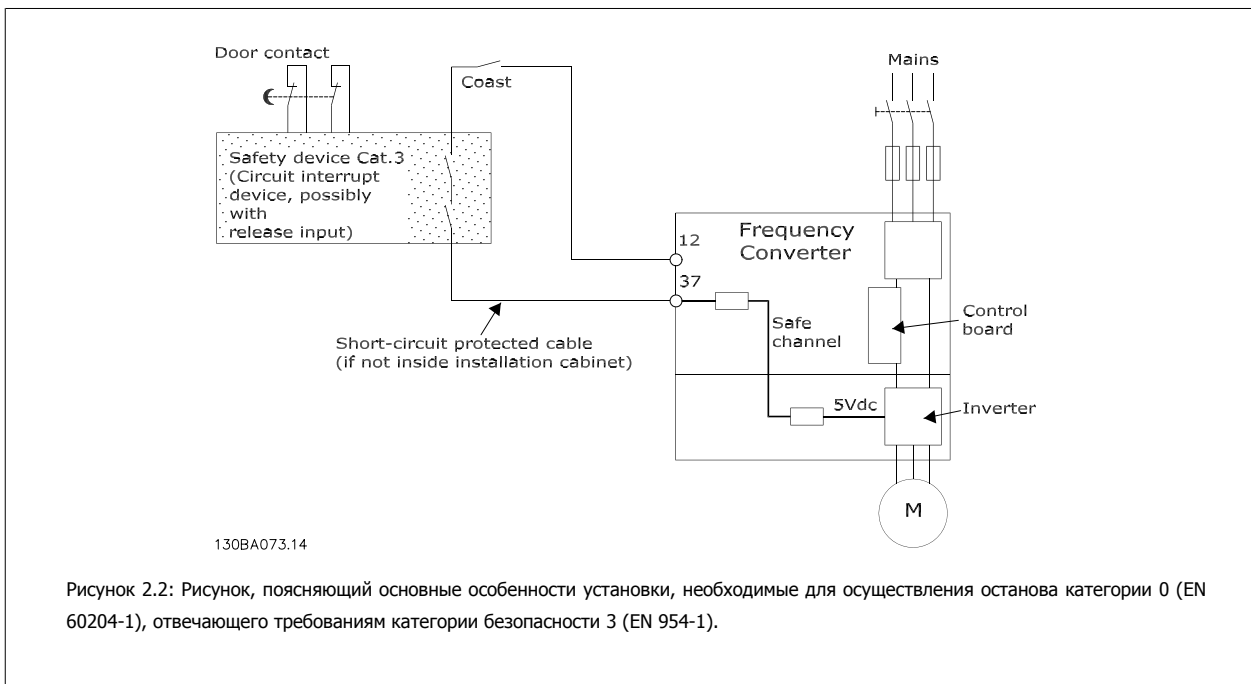 Door contact
Mains
Coast
Safety device Cat.3
(Circuit interrupt
device, possibly
with
release input)
Frequency
Converter
12
37
Control
board
Safe
channel
Short-circuit protected cable
(if not inside installation cabinet)
5Vdc
Inverter
M
130BA073.14
Рисунок 2.2: Рисунок, поясняющий основные особенности установки, необходимые для осуществления останова категории 0 (EN
60204-1), отвечающего требованиям категории безопасности 3 (EN 954-1).